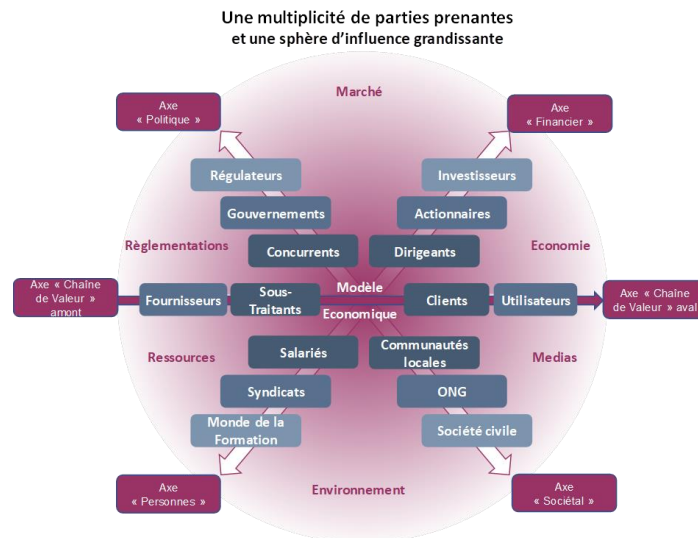 Une multiplicité de parties prenantes
et une sphère d'influence grandissante
Marché
Axe
« Politique »
Axe
« Financier »
Régulateurs
Investisseurs
Gouvernements
Actionnaires
Règlementations
Concurrents
Dirigeants
Economie
Axe « Chaîne
de Valeur »
amont
Fournisseurs
Sous-
Traitants
Modèle
Economique
Clients
Utilisateurs
Axe « Chaîne
de Valeur » aval
Ressources
Salariés
Communautés
locales
Medias
Syndicats
ONG
Monde de la
Formation
Société civile
Axe
« Personnes »
Environnement
Axe
« Sociétal »